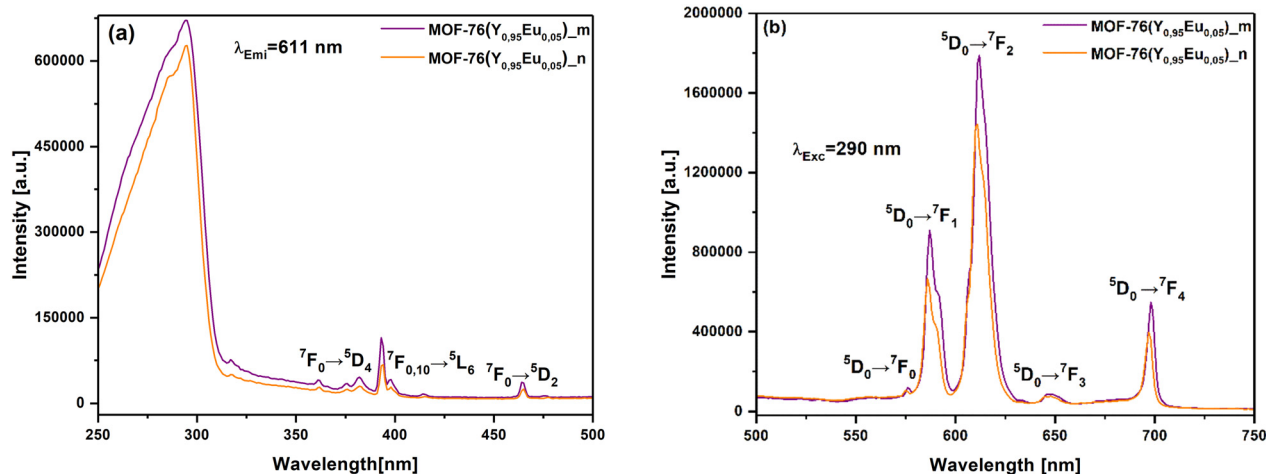 (a)
λEmi=611 nm
MOF-76(Y0,95Eu0,05)_m
MOF-76(Y0,95Eu0,05)_n
Intensity [a.u.]
600000
450000
300000
150000
0
⁷F₀→⁵D₄
⁷F₀,₁₀→⁵L₆
⁷F₀→⁵D₂
250
300
350
400
450
500
Wavelength[nm]
(b)
⁵D₀→⁷F₂
MOF-76(Y0,95Eu0,05)_m
MOF-76(Y0,95Eu0,05)_n
λExc=290 nm
⁵D₀→⁷F₁
⁵D₀→⁷F₄
⁵D₀→⁷F₀
⁵D₀→⁷F₃
Intensity [a.u.]
2000000
1600000
1200000
800000
400000
0
500
550
600
650
700
750
Wavelength [nm]